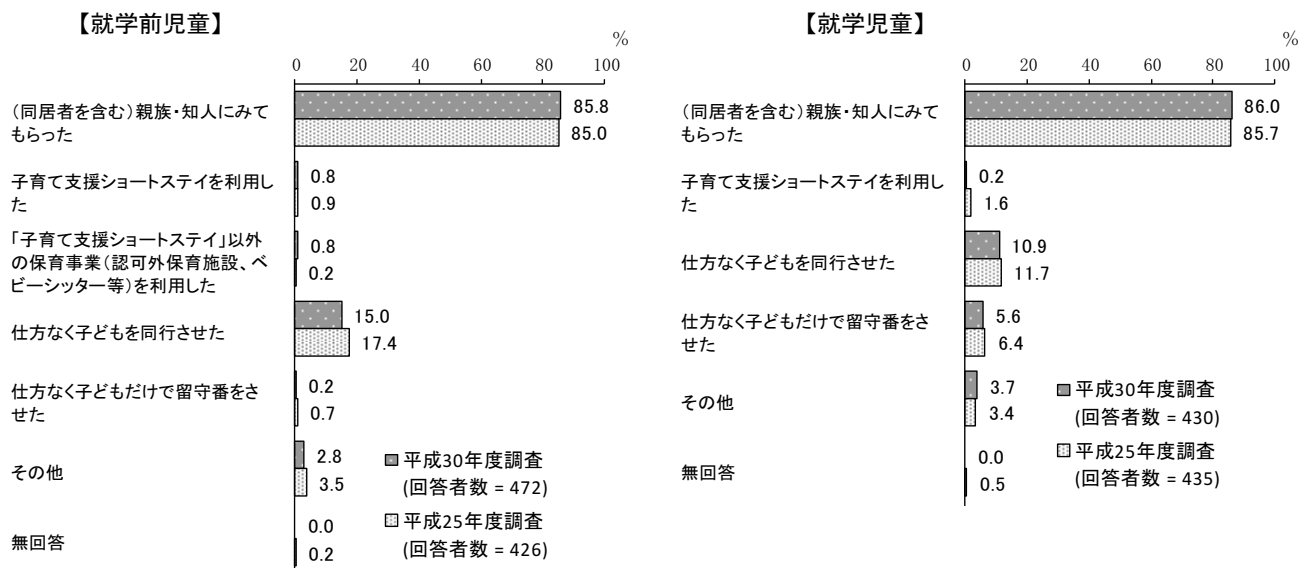 【就学前児童】
%
0 20 40 60 80 100
(同居者を含む)親族・知人にみて
もらった
85.8
85.0
子育て支援ショートステイを利用し
た
0.8
0.9
「子育て支援ショートステイ」以外
の保育事業(認可外保育施設、ベ
ビーシッター等)を利用した
0.8
0.2
仕方なく子どもを同行させた
15.0
17.4
仕方なく子どもだけで留守番をさ
せた
0.2
0.7
その他
2.8
3.5
無回答
0.0
0.2
平成30年度調査
(回答者数 = 472)
平成25年度調査
(回答者数 = 426)
【就学児童】
%
0 20 40 60 80 100
(同居者を含む)親族・知人にみて
もらった
86.0
85.7
子育て支援ショートステイを利用し
た
0.2
1.6
仕方なく子どもを同行させた
10.9
11.7
仕方なく子どもだけで留守番をさ
せた
5.6
6.4
その他
3.7
3.4
無回答
0.0
0.5
平成30年度調査
(回答者数 = 430)
平成25年度調査
(回答者数 = 435)